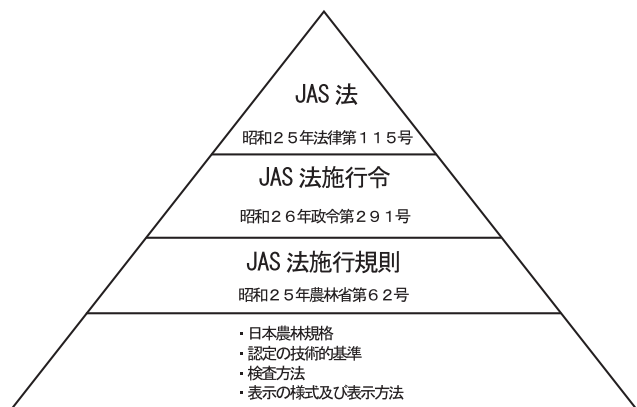 JAS 法
昭和25年法律第115号
JAS 法施行令
昭和26年政令第291号
JAS 法施行規則
昭和25年農林省第62号
・日本農林規格
・認定の技術的基準
・検査方法
・表示の様式及び表示方法